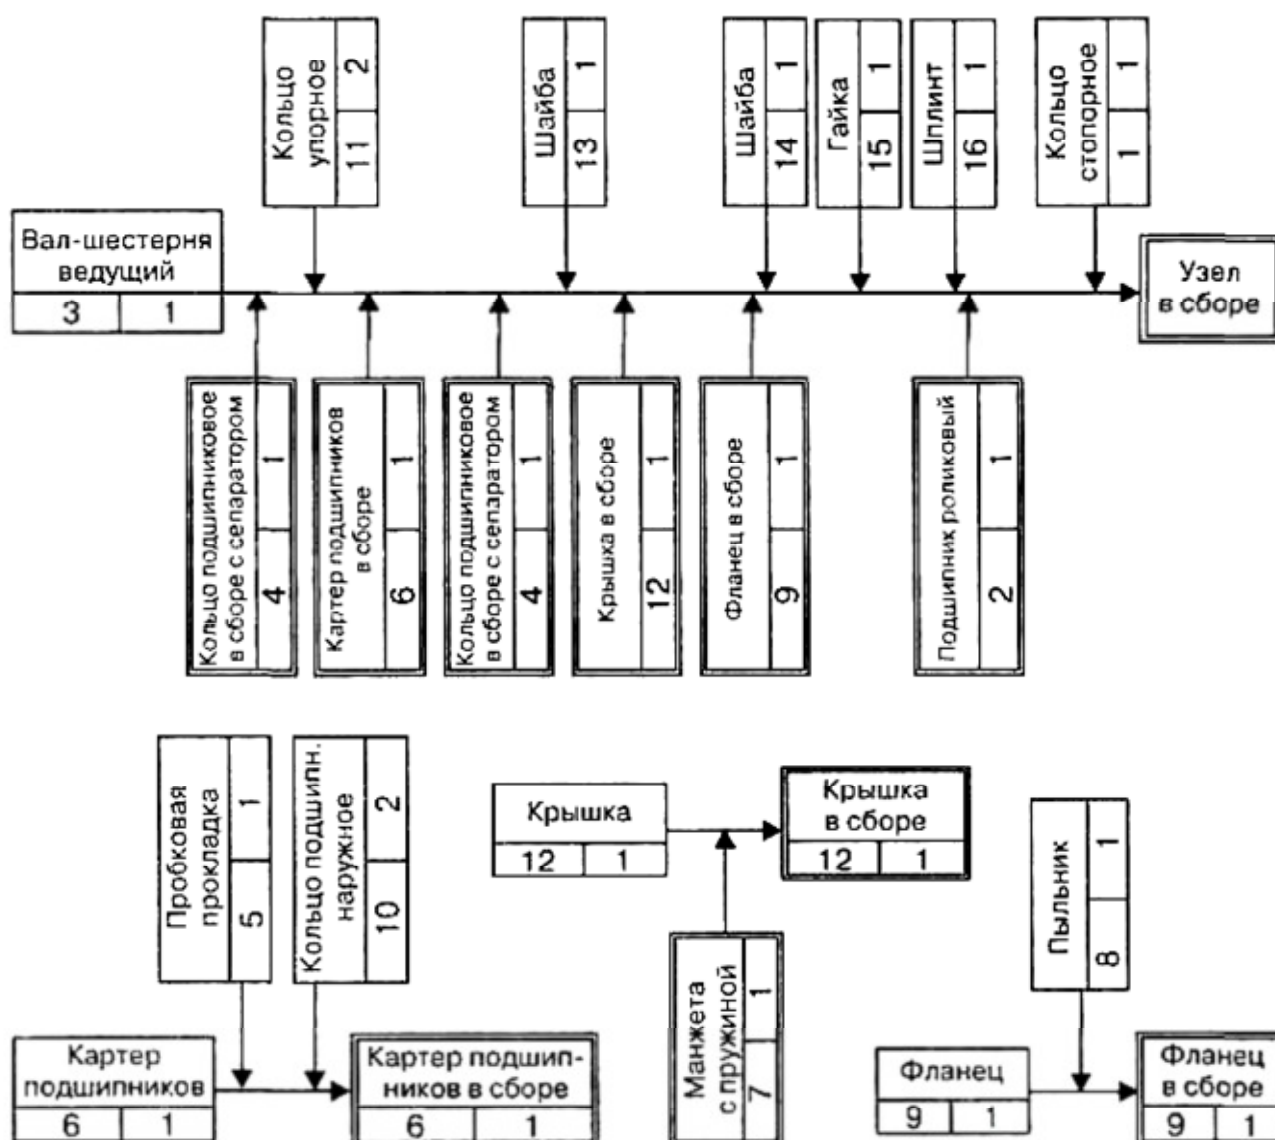 Кольцо
упорное
11 2
Шайба
13 1
Шайба
14 1
Гайка
15 1
Шплинт
16 1
Кольцо
стопорное
1 1
Вал-шестерня
ведущий
3 1
Узел
в сборе
Кольцо подшипниковое
в сборе с сепаратором
4 1
Картер подшипников
в сборе
6 1
Кольцо подшипниковое
в сборе с сепаратором
4 1
Крышка в сборе
12 1
Фланец в сборе
9 1
Подшипник роликовый
2 1
Пробковая
прокладка
5 1
Кольцо подшипн.
наружное
10 2
Крышка
12 1
Крышка
в сборе
12 1
Пыльник
8 1
Манжета
с пружиной
7 1
Картер
подшипников
6 1
Картер подшип-
ников в сборе
6 1
Фланец
9 1
Фланец
в сборе
9 1